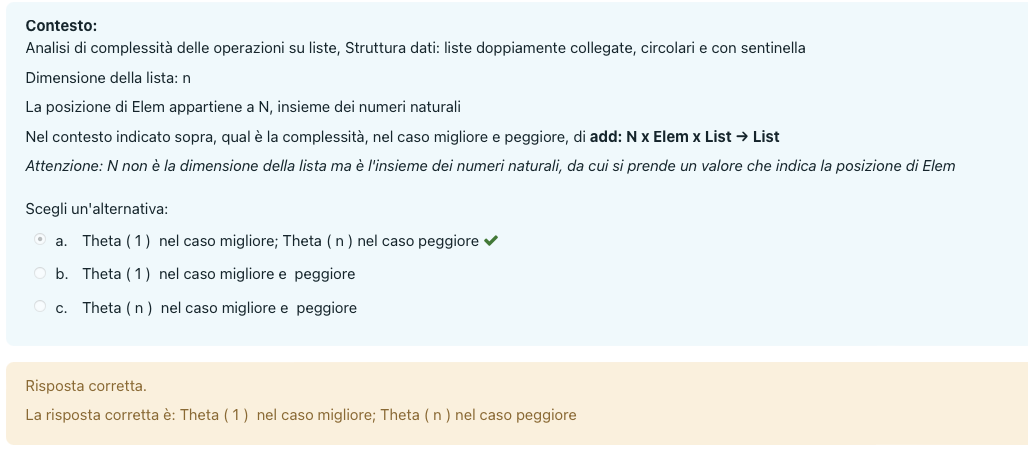 Contesto:
Analisi di complessità delle operazioni su liste, Struttura dati: liste doppiamente collegate, circolari e con sentinella
Dimensione della lista: n
La posizione di Elem appartiene a N, insieme dei numeri naturali
Nel contesto indicato sopra, qual è la complessità, nel caso migliore e peggiore, di add: N x Elem x List → List
Attenzione: N non è la dimensione della lista ma è l'insieme dei numeri naturali, da cui si prende un valore che indica la posizione di Elem
Scegli un'alternativa:
a. Theta ( 1 ) nel caso migliore; Theta ( n ) nel caso peggiore ✔
b. Theta ( 1 ) nel caso migliore e peggiore
c. Theta ( n ) nel caso migliore e peggiore
Risposta corretta.
La risposta corretta è: Theta ( 1 ) nel caso migliore; Theta ( n ) nel caso peggiore